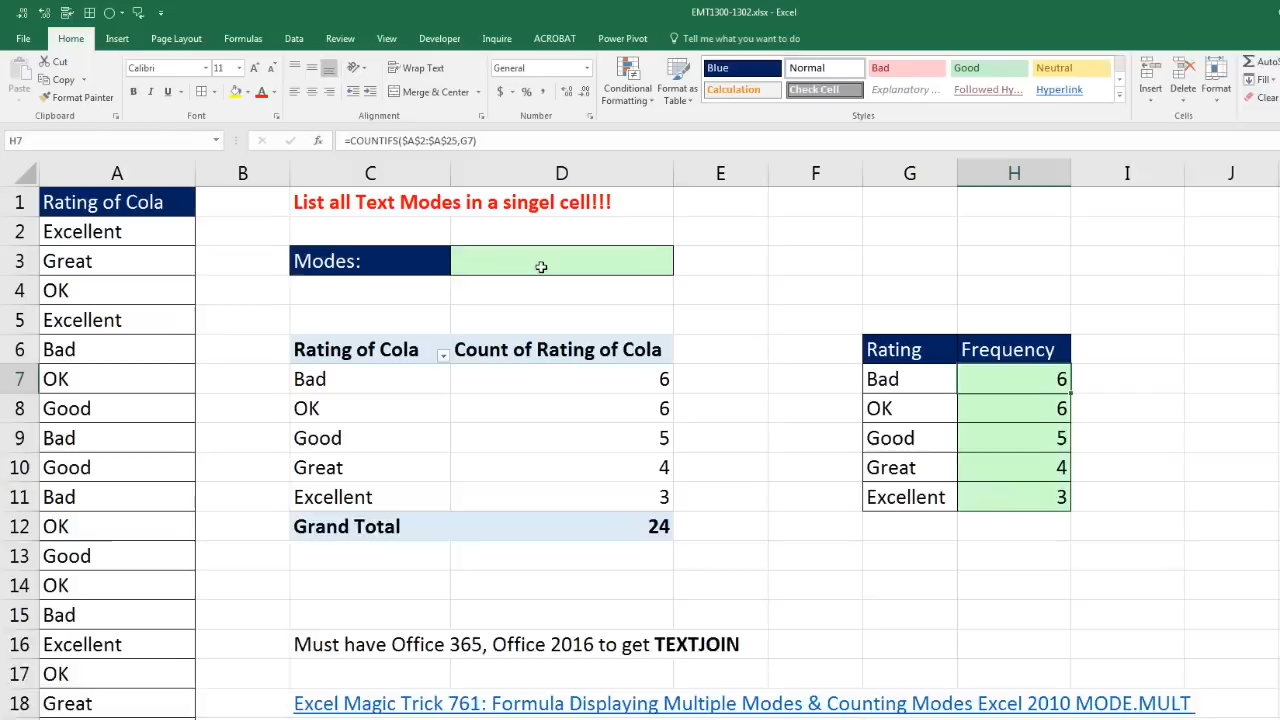 EMT1300-1302.xlsx - Excel
File Home Insert Page Layout Formulas Data Review View Developer Inquire ACROBAT Power Pivot Tell me what you want to do
Paste Cut Copy Format Painter Clipboard
Calibri 11 B I U A Font
Wrap Text Merge & Center Alignment
General $ % , Number
Conditional Formatting Format as Table
Blue Normal Bad Good Neutral
Calculation Check Cell Explanatory ... Followed Hy... Hyperlink
Styles
Insert Delete Format Cells
AutoSu
Fill
Clear
H7 fx =COUNTIFS($A$2:$A$25,G7)
A B C D E F G H I J
1 Rating of Cola List all Text Modes in a singel cell!!!
2 Excellent
3 Great Modes:
4 OK
5 Excellent
6 Bad Rating of Cola Count of Rating of Cola Rating Frequency
7 OK Bad 6 Bad 6
8 Good OK 6 OK 6
9 Bad Good 5 Good 5
10 Good Great 4 Great 4
11 Bad Excellent 3 Excellent 3
12 OK Grand Total 24
13 Good
14 OK
15 Bad
16 Excellent Must have Office 365, Office 2016 to get TEXTJOIN
17 OK
18 Great Excel Magic Trick 761: Formula Displaying Multiple Modes & Counting Modes Excel 2010 MODE.MULT